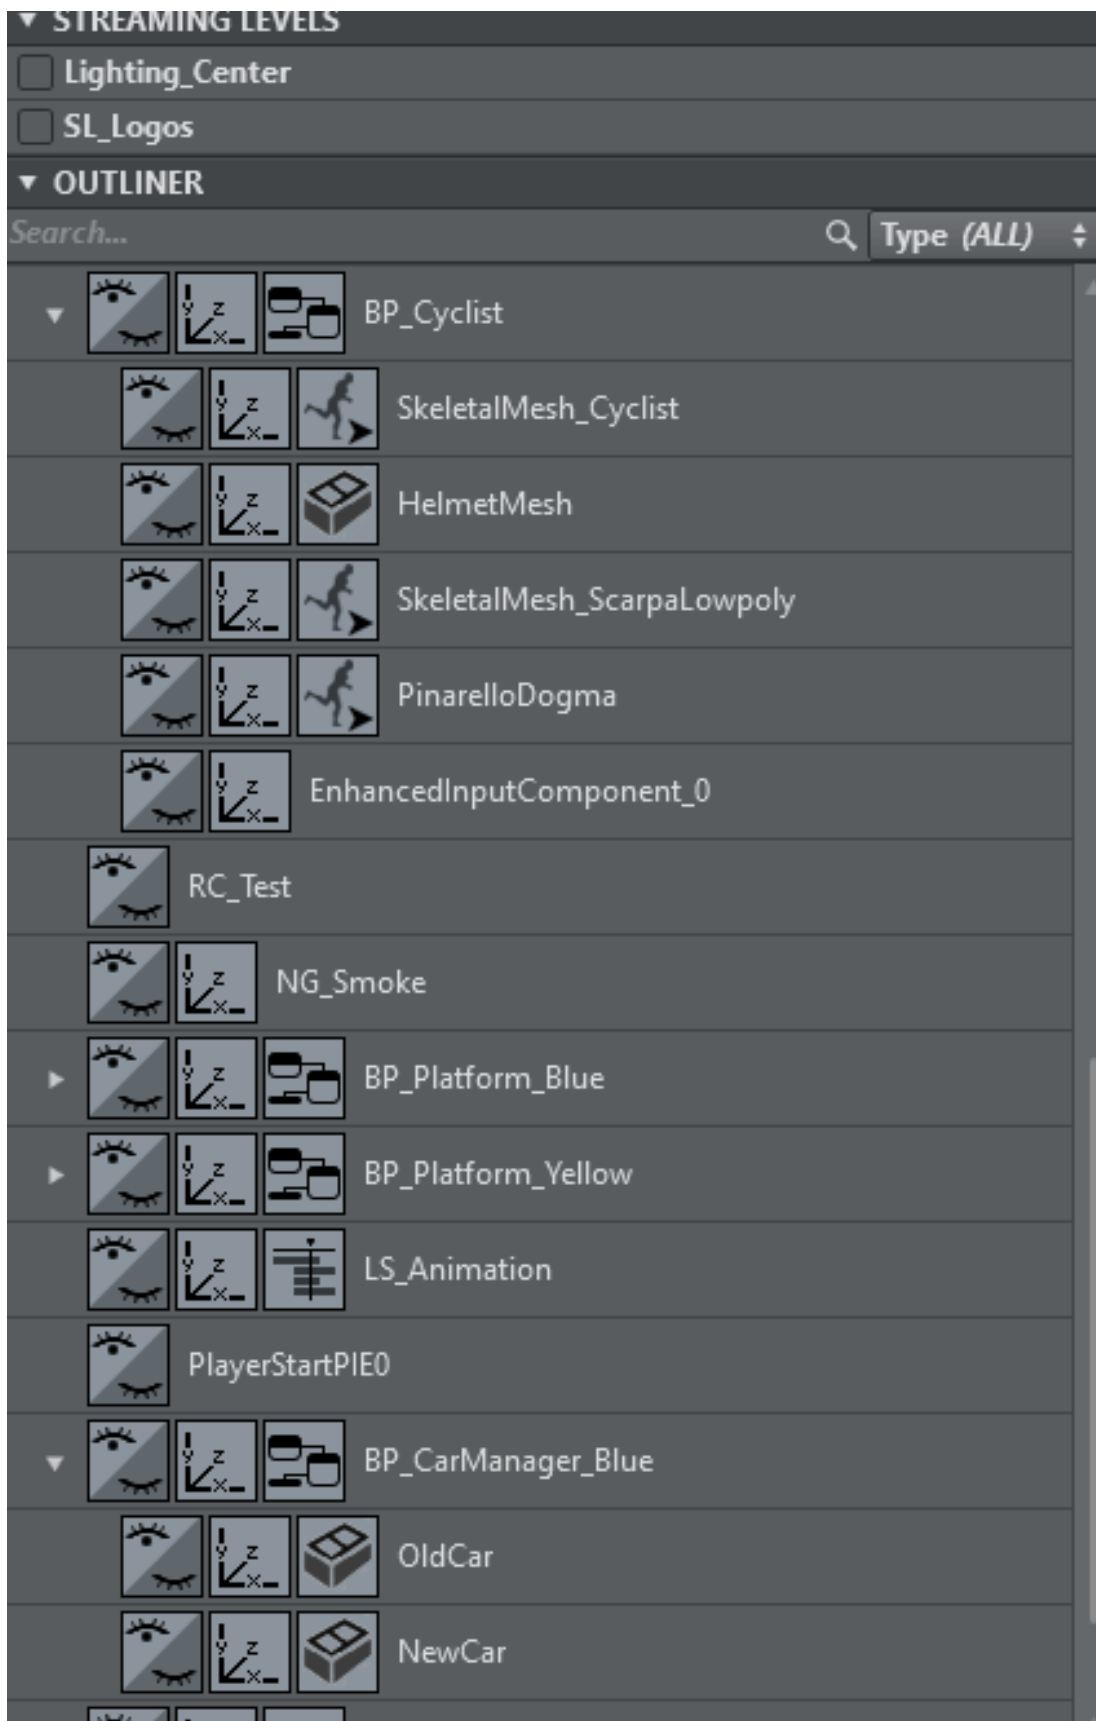 STREAMING LEVELS
Lighting_Center
SL_Logos
OUTLINER
Search...
Type (ALL)
BP_Cyclist
SkeletalMesh_Cyclist
HelmetMesh
SkeletalMesh_ScarpaLowpoly
PinarelloDogma
EnhancedInputComponent_0
RC_Test
NG_Smoke
BP_Platform_Blue
BP_Platform_Yellow
LS_Animation
PlayerStartPIE0
BP_CarManager_Blue
OldCar
NewCar